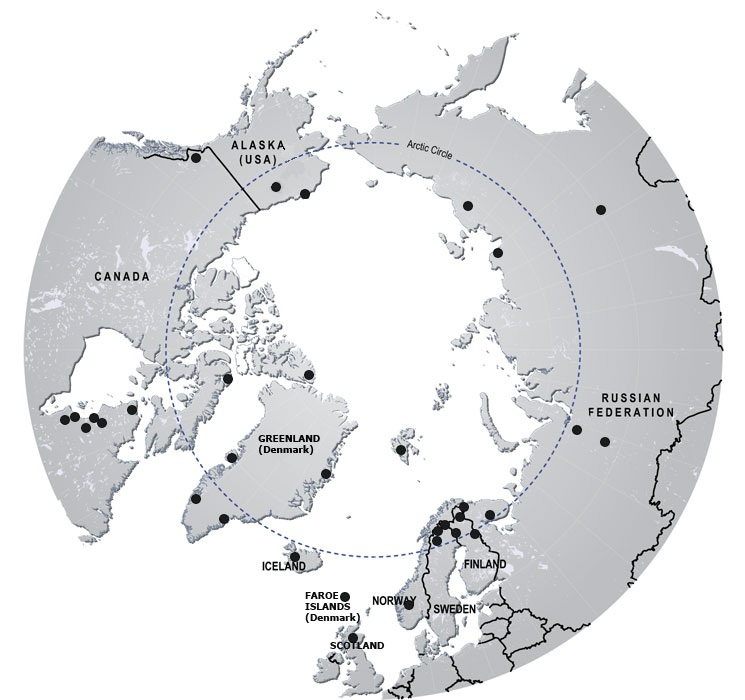 ALASKA
(USA)
Arctic Circle
CANADA
RUSSIAN
FEDERATION
GREENLAND
(Denmark)
ICELAND
FINLAND
FAROE
ISLANDS
(Denmark)
NORWAY
SWEDEN
SCOTLAND